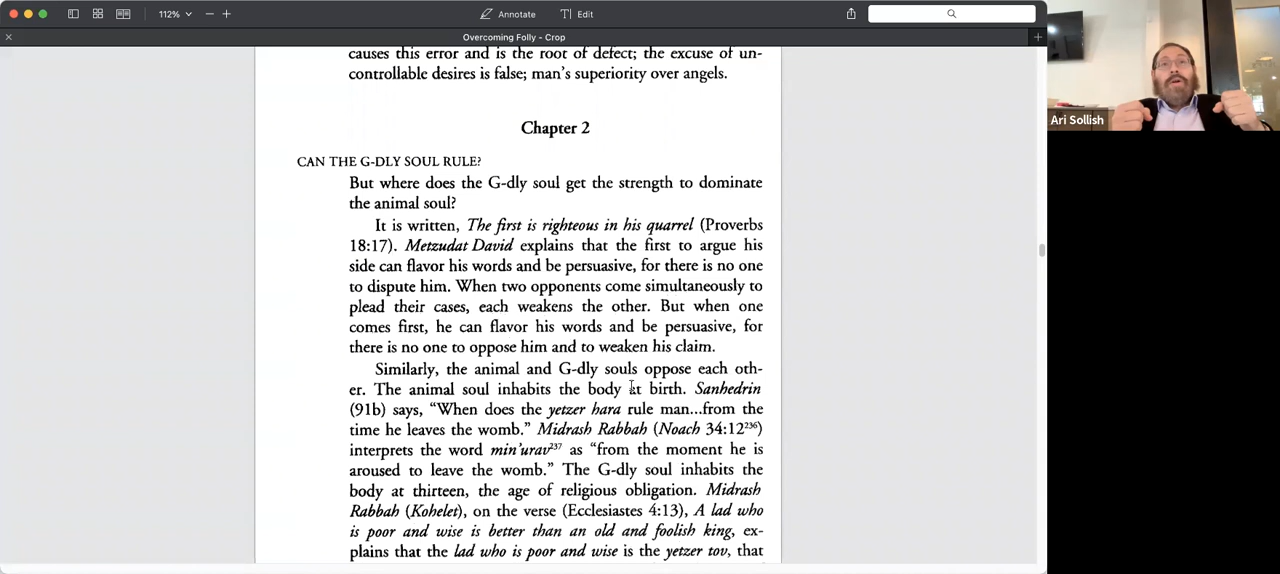 112%
Annotate
Edit
Overcoming Folly - Crop
causes this error and is the root of defect; the excuse of un-
controllable desires is false; man's superiority over angels.
Chapter 2
CAN THE G-DLY SOUL RULE?
But where does the G-dly soul get the strength to dominate
the animal soul?
It is written, The first is righteous in his quarrel (Proverbs
18:17). Metzudat David explains that the first to argue his
side can flavor his words and be persuasive, for there is no one
to dispute him. When two opponents come simultaneously to
plead their cases, each weakens the other. But when one
comes first, he can flavor his words and be persuasive, for
there is no one to oppose him and to weaken his claim.
Similarly, the animal and G-dly souls oppose each oth-
er. The animal soul inhabits the body at birth. Sanhedrin
(91b) says, "When does the yetzer hara rule man...from the
time he leaves the womb." Midrash Rabbah (Noach 34:12²³⁶)
interprets the word min'urav²³⁷ as "from the moment he is
aroused to leave the womb." The G-dly soul inhabits the
body at thirteen, the age of religious obligation. Midrash
Rabbah (Kohelet), on the verse (Ecclesiastes 4:13), A lad who
is poor and wise is better than an old and foolish king, ex-
plains that the lad who is poor and wise is the yetzer tov, that
Ari Sollish